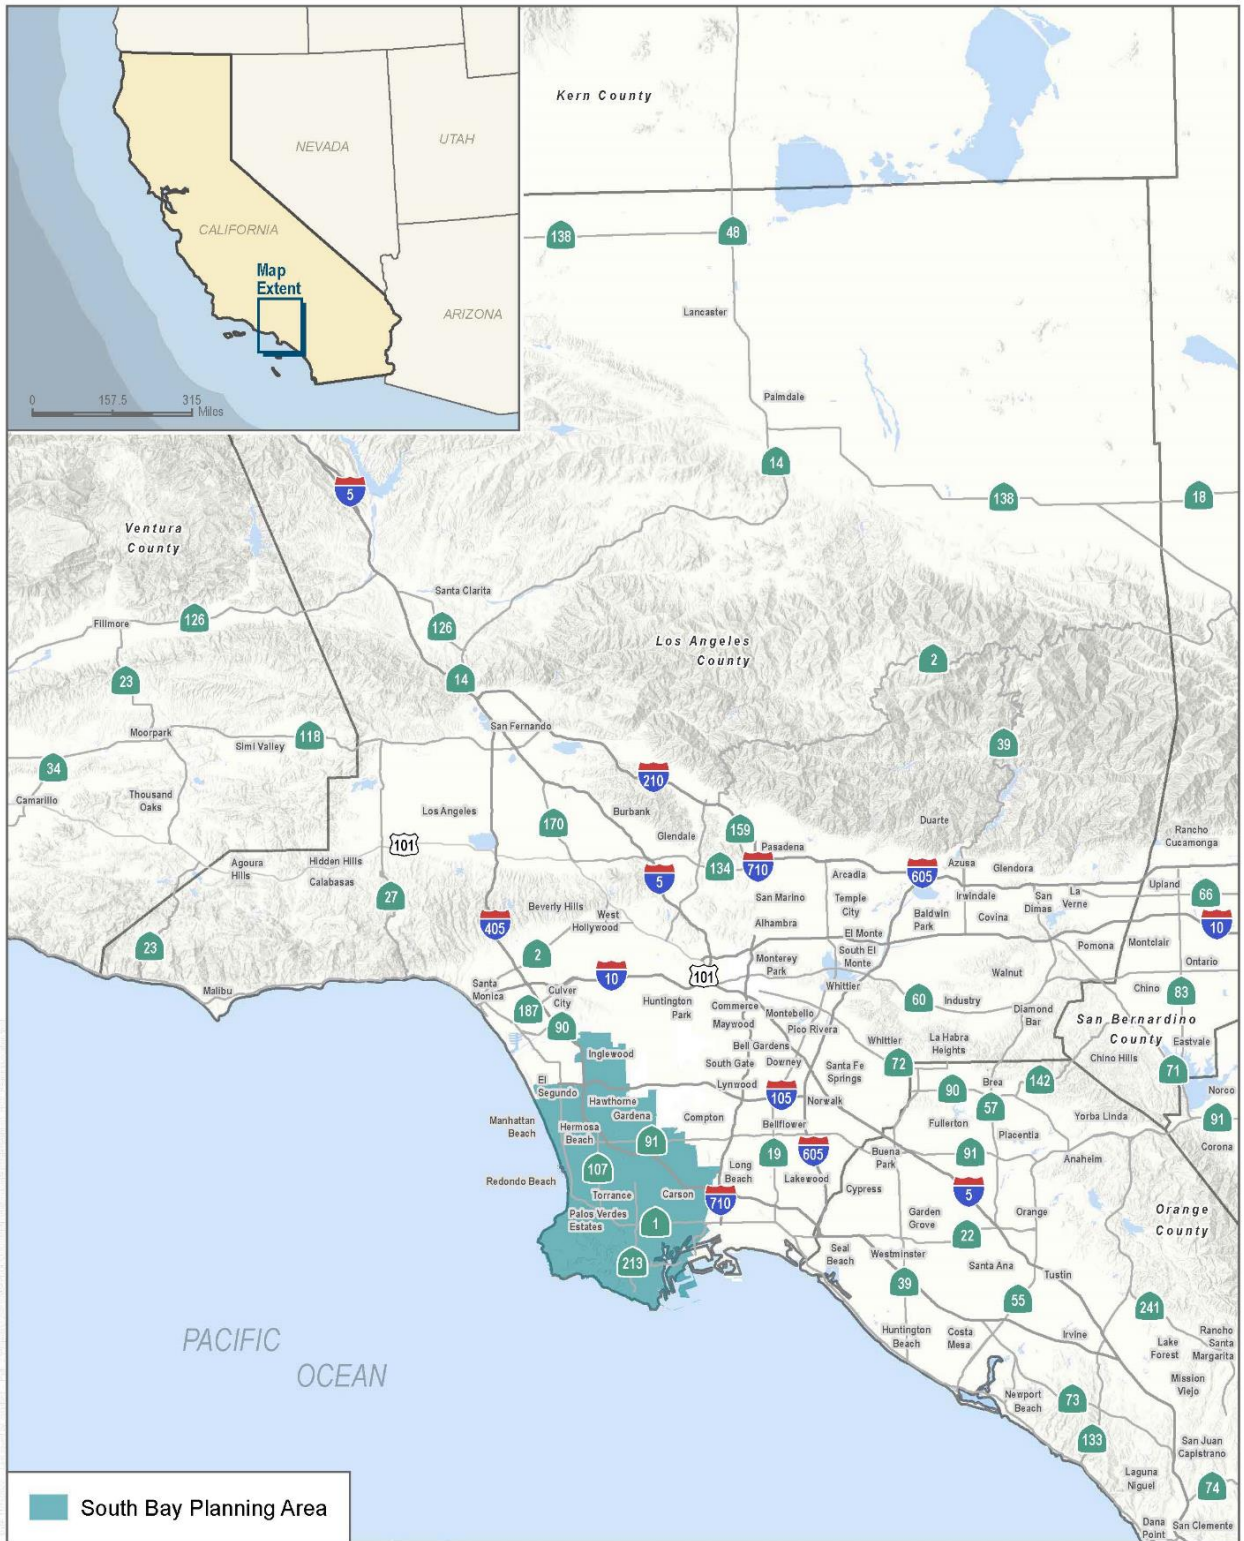 NEVADA
UTAH
CALIFORNIA
Map
Extent
ARIZONA
0 157.5 315
Miles
Kern County
138
48
Lancaster
Palmdale
14
138
18
5
Ventura
County
Santa Clarita
126
126
Fillmore
Los Angeles
County
2
23
14
Moorpark
118
Simi Valley
San Fernando
39
34
210
Camarillo
Thousand
Oaks
Los Angeles
170
Burbank
Duarte
Glendale
159
Rancho
Cucamonga
101
Pasadena
Agoura
Hills
Hidden Hills
Calabasas
134
710
5
Arcadia
605
Azusa
Glendora
27
San Marino
Temple
City
Irwindale
San
Dimas
La
Verne
Upland
66
Beverly Hills
West
Hollywood
405
Alhambra
Baldwin
Park
Covina
10
23
2
El Monte
South El
Monte
Pomona
Montclair
Monterey
Park
Ontario
10
101
Malibu
Santa
Monica
Culver
City
Walnut
Whittier
Chino
83
187
90
Huntington
Park
Commerce
Maywood
Montebello
Pico Rivera
60
Industry
Diamond
Bar
San Bernardino
County
Inglewood
Bell Gardens
South Gate
Downey
Whittier
La Habra
Heights
Eastvale
Chino Hills
El
Segundo
Lynwood
Santa Fe
Springs
72
71
105
Norwalk
90
Brea
142
Norco
Hawthorne
Gardena
Compton
57
Manhattan
Beach
Hermosa
Beach
Bellflower
Fullerton
Yorba Linda
91
91
Placentia
Corona
19
605
Buena
Park
91
Anaheim
107
Redondo Beach
Long
Beach
Lakewood
Torrance
Carson
710
Cypress
5
Palos Verdes
Estates
1
Garden
Grove
Orange
Orange
County
22
213
Seal
Beach
Westminster
Santa Ana
Tustin
39
55
241
PACIFIC
OCEAN
Huntington
Beach
Costa
Mesa
Irvine
Lake
Forest
Rancho
Santa
Margarita
Mission
Viejo
Newport
Beach
73
133
San Juan
Capistrano
Laguna
Niguel
74
Dana
Point
San Clemente
South Bay Planning Area